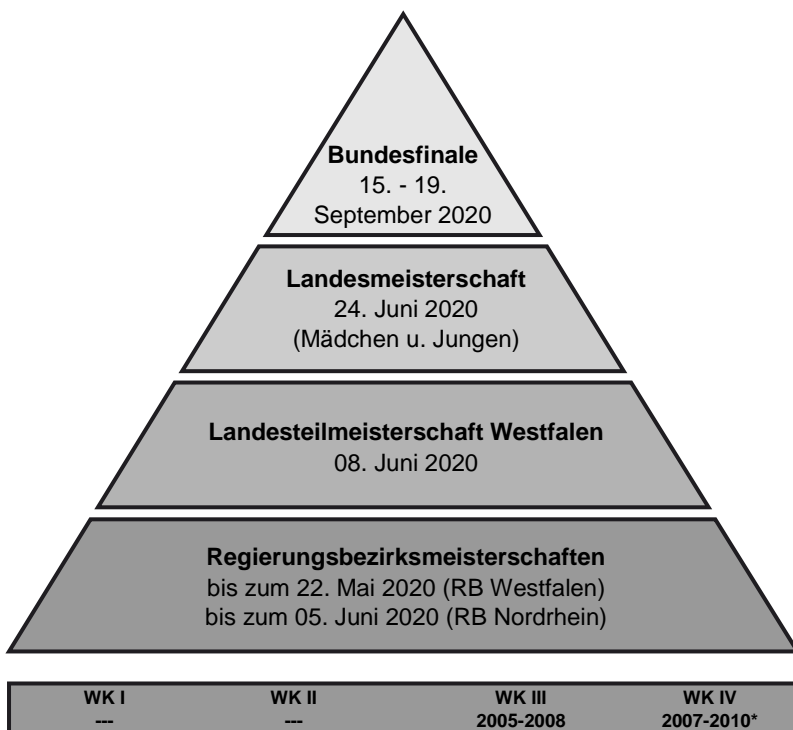 Bundesfinale
15. - 19.
September 2020
Landesmeisterschaft
24. Juni 2020
(Mädchen u. Jungen)
Landesteilmeisterschaft Westfalen
08. Juni 2020
Regierungsbezirksmeisterschaften
bis zum 22. Mai 2020 (RB Westfalen)
bis zum 05. Juni 2020 (RB Nordrhein)
WK I WK II WK III WK IV
--- --- 2005-2008 2007-2010*